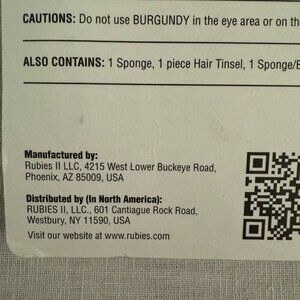 CAUTIONS: Do not use BURGUNDY in the eye area or on the
ALSO CONTAINS: 1 Sponge, 1 piece Hair Tinsel, 1 Sponge/B
Manufactured by:
Rubies II LLC, 4215 West Lower Buckeye Road,
Phoenix, AZ 85009, USA
Distributed by (In North America):
RUBIES II, LLC., 601 Cantiague Rock Road,
Westbury, NY 11590, USA
Visit our website at www.rubies.com